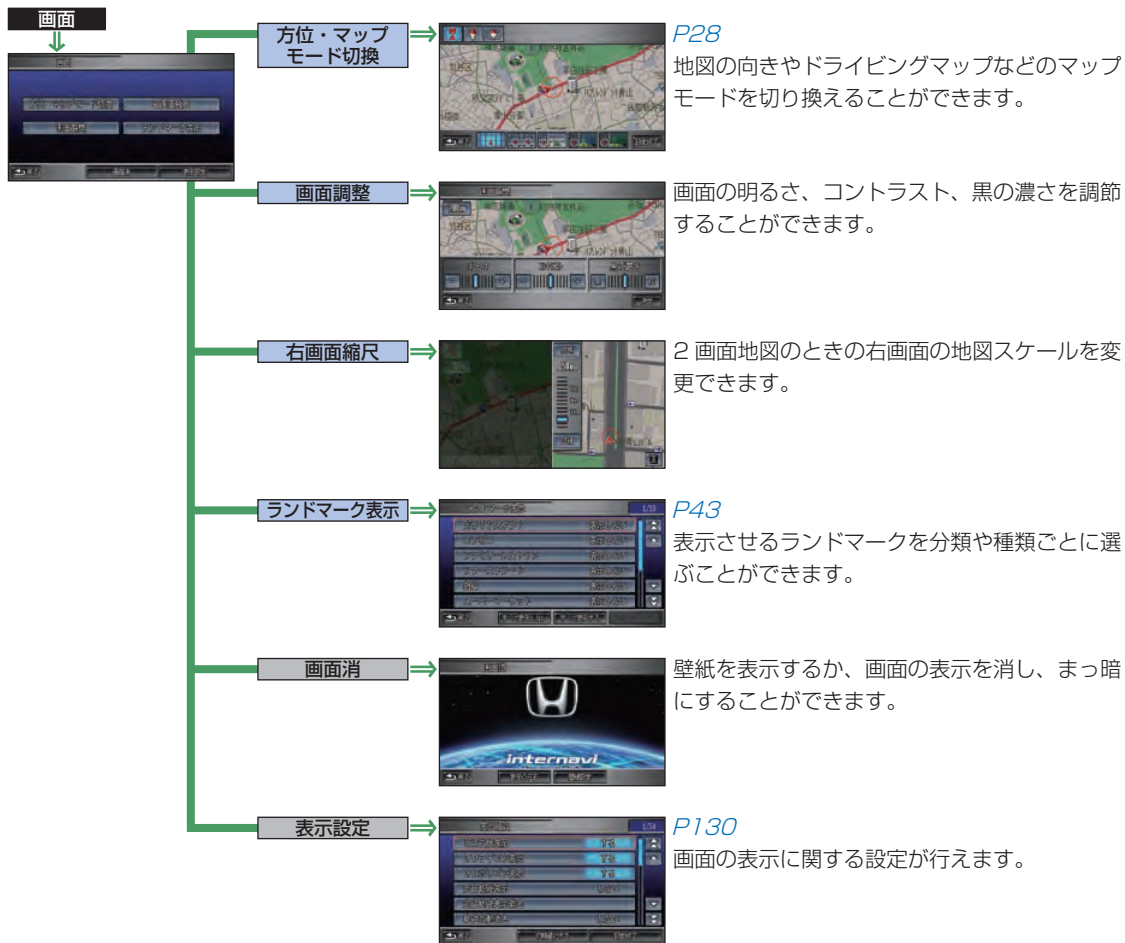 画面
画面
方位・マップ
モード切換
P28
地図の向きやドライビングマップなどのマップ
モードを切り換えることができます。
画面調整
画面の明るさ、コントラスト、黒の濃さを調節
することができます。
右画面縮尺
2 画面地図のときの右画面の地図スケールを変
更できます。
ランドマーク表示
P43
表示させるランドマークを分類や種類ごとに選
ぶことができます。
画面消
壁紙を表示するか、画面の表示を消し、まっ暗
にすることができます。
internavi
表示設定
P130
画面の表示に関する設定が行えます。